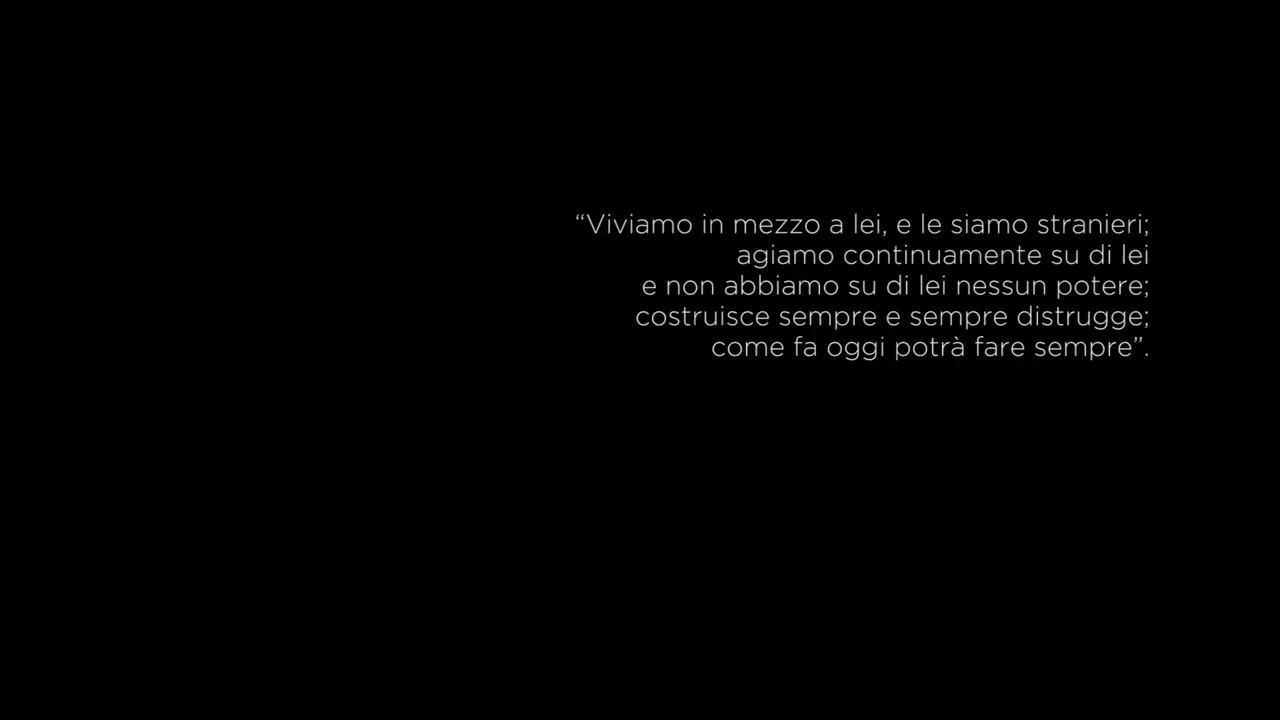 “Viviamo in mezzo a lei, e le siamo stranieri;
agiamo continuamente su di lei
e non abbiamo su di lei nessun potere;
costruisce sempre e sempre distrugge;
come fa oggi potrà fare sempre”.